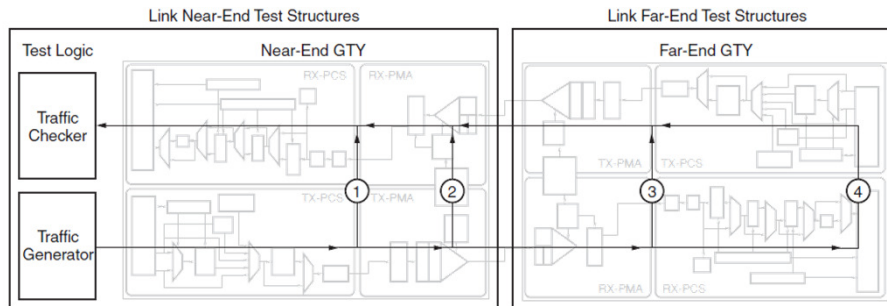 Link Near-End Test Structures
Link Far-End Test Structures
Test Logic
Near-End GTY
Far-End GTY
RX-PCS
RX-PMA
Traffic
Checker
TX-PMA
TX-PCS
1
2
3
4
TX-PCS
TX-PMA
Traffic
Generator
RX-PMA
RX-PCS